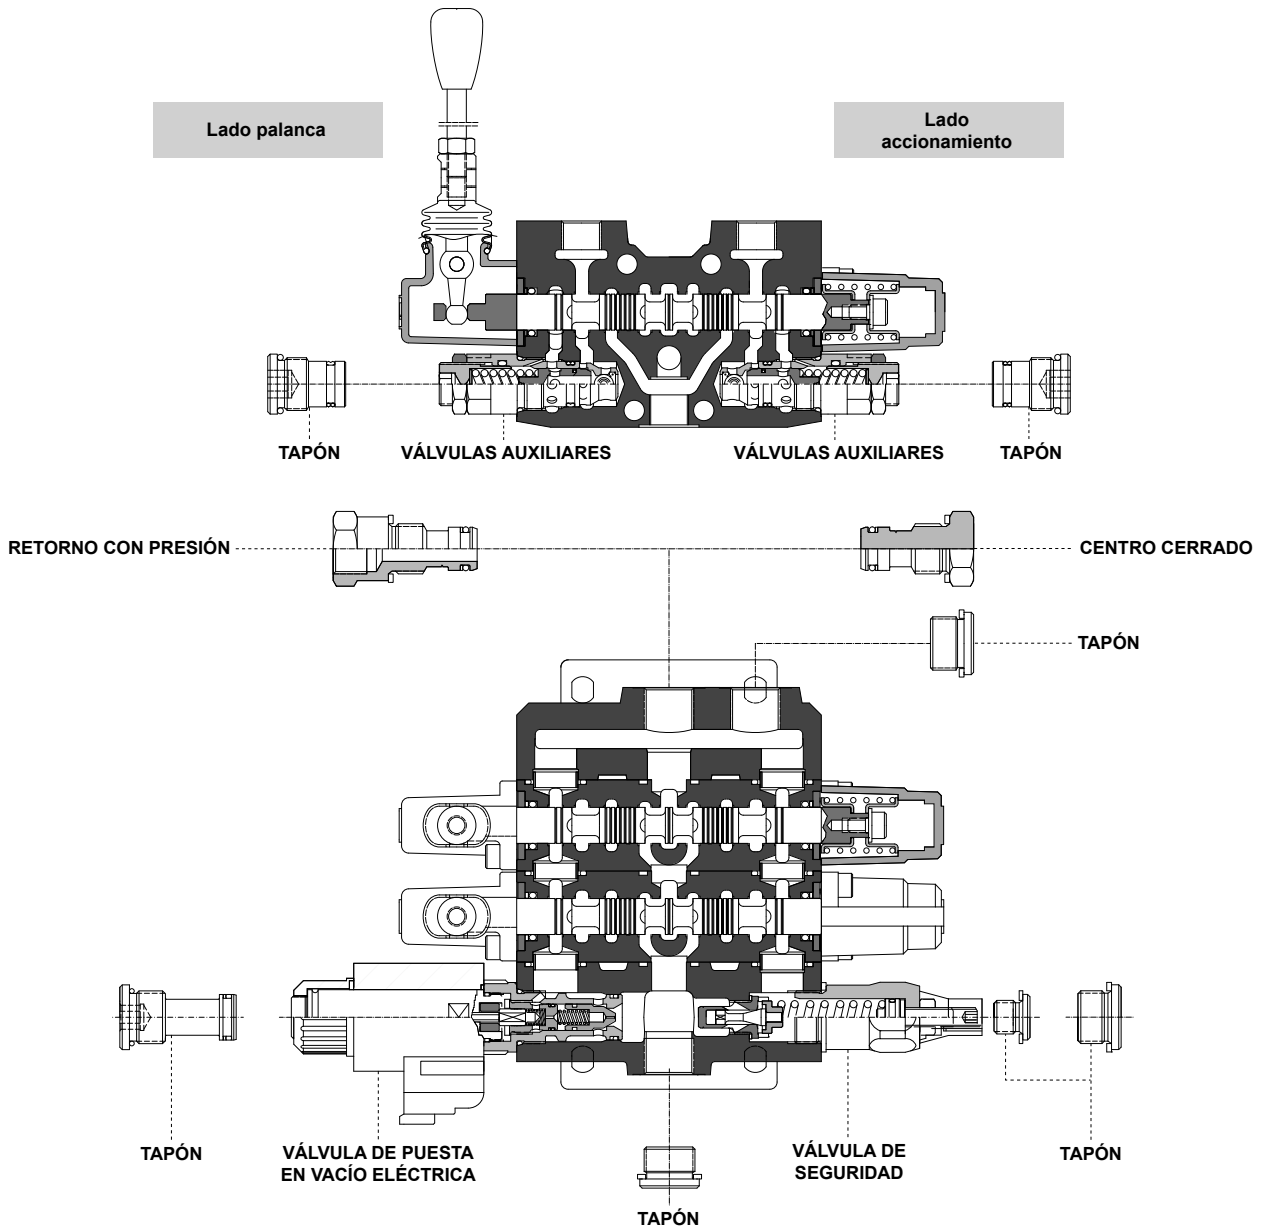 Lado palanca
Lado
accionamiento
TAPÓN
VÁLVULAS AUXILIARES
VÁLVULAS AUXILIARES
TAPÓN
RETORNO CON PRESIÓN
CENTRO CERRADO
TAPÓN
TAPÓN
VÁLVULA DE PUESTA
EN VACÍO ELÉCTRICA
VÁLVULA DE
SEGURIDAD
TAPÓN
TAPÓN